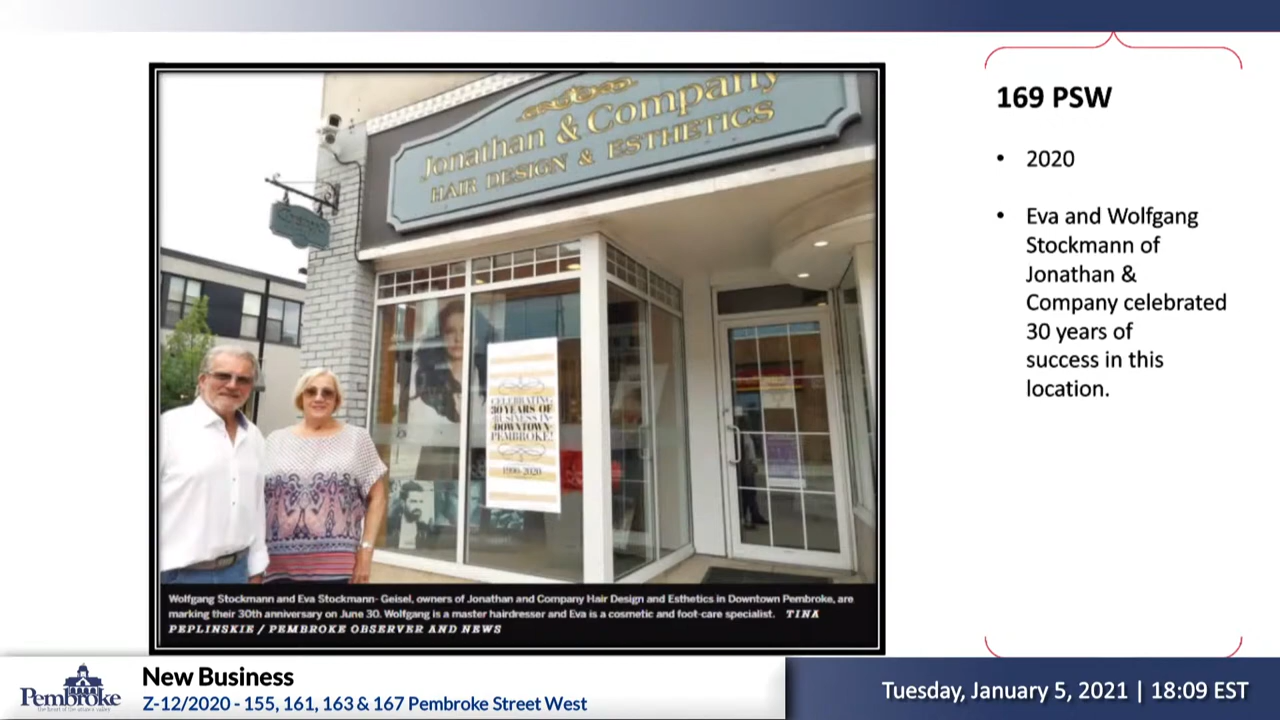 Jonathan & Company
HAIR DESIGN & ESTHETICS
CELEBRATING
30 YEARS OF
BUSINESS IN
DOWNTOWN
PEMBROKE!
1990-2020
Wolfgang Stockmann and Eva Stockmann- Geisel, owners of Jonathan and Company Hair Design and Esthetics in Downtown Pembroke, are
marking their 30th anniversary on June 30. Wolfgang is a master hairdresser and Eva is a cosmetic and foot-care specialist. TINA
PEPLINSKIE / PEMBROKE OBSERVER AND NEWS
169 PSW
• 2020
• Eva and Wolfgang
Stockmann of
Jonathan &
Company celebrated
30 years of
success in this
location.
Pembroke
New Business
Z-12/2020 - 155, 161, 163 & 167 Pembroke Street West
Tuesday, January 5, 2021 | 18:09 EST